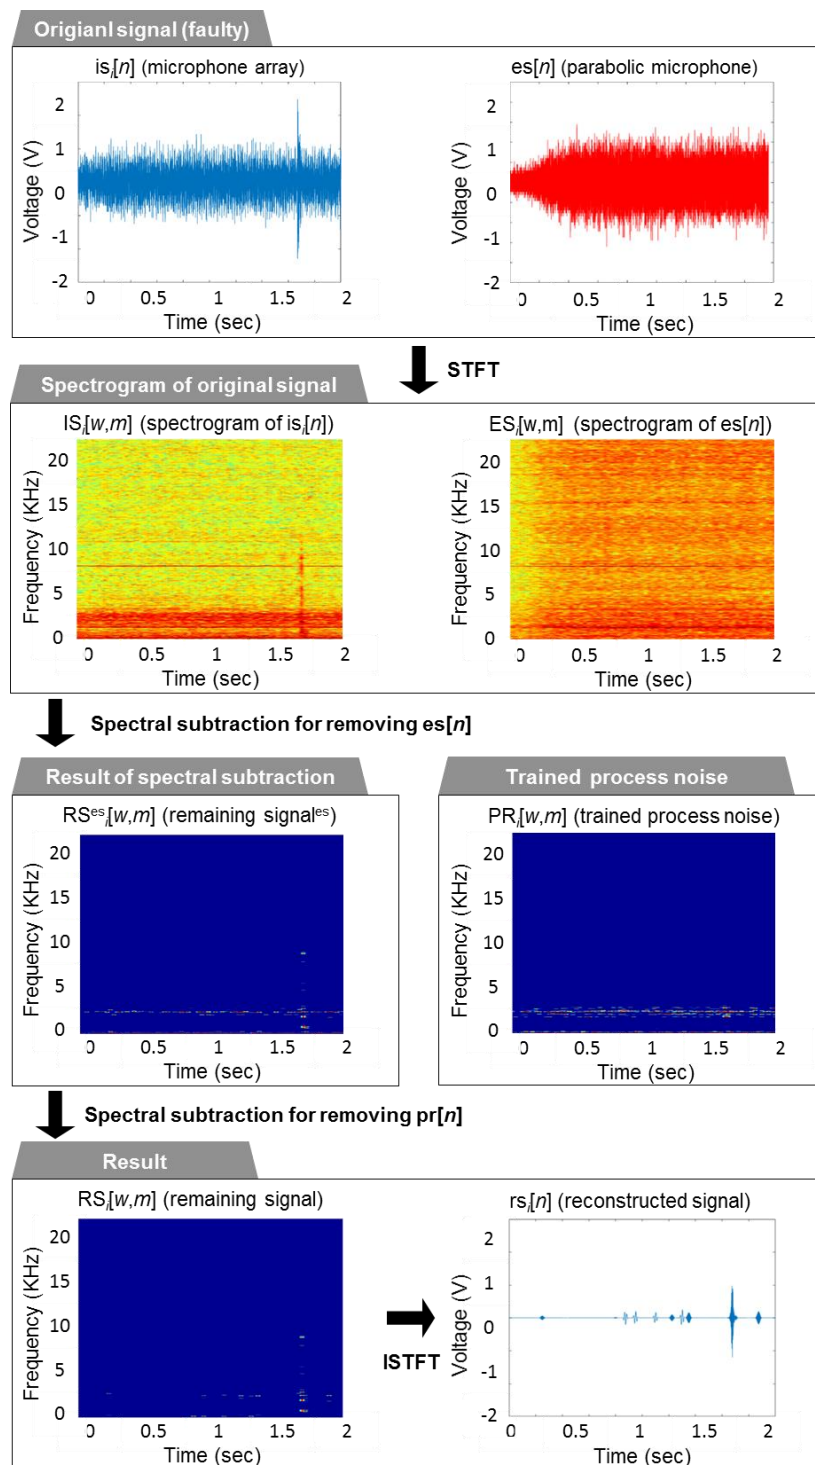 Origianl signal (faulty)
is_i[n] (microphone array)
es[n] (parabolic microphone)
Voltage (V)
2
1
0
-1
-2
0 0.5 1 1.5 2
Time (sec)
Voltage (V)
2
1
0
-1
-2
0 0.5 1 1.5 2
Time (sec)
STFT
Spectrogram of original signal
IS_i[w,m] (spectrogram of is_i[n])
ES_i[w,m] (spectrogram of es[n])
Frequency (KHz)
20
15
10
5
0
0 0.5 1 1.5 2
Time (sec)
Frequency (KHz)
20
15
10
5
0
0 0.5 1 1.5 2
Time (sec)
Spectral subtraction for removing es[n]
Result of spectral subtraction
Trained process noise
RS^es_i[w,m] (remaining signal^es)
PR_i[w,m] (trained process noise)
Frequency (KHz)
20
15
10
5
0
0 0.5 1 1.5 2
Time (sec)
Frequency (KHz)
20
15
10
5
0
0 0.5 1 1.5 2
Time (sec)
Spectral subtraction for removing pr[n]
Result
RS_i[w,m] (remaining signal)
rs_i[n] (reconstructed signal)
Frequency (KHz)
20
15
10
5
0
0 0.5 1 1.5 2
Time (sec)
ISTFT
Voltage (V)
2
1
0
-1
-2
0 0.5 1 1.5 2
Time (sec)